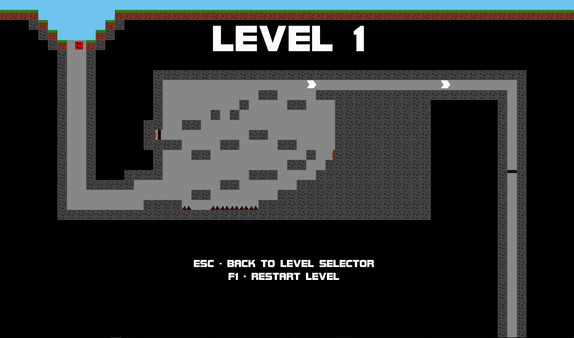 LEVEL 1
ESC - BACK TO LEVEL SELECTOR
F1 - RESTART LEVEL